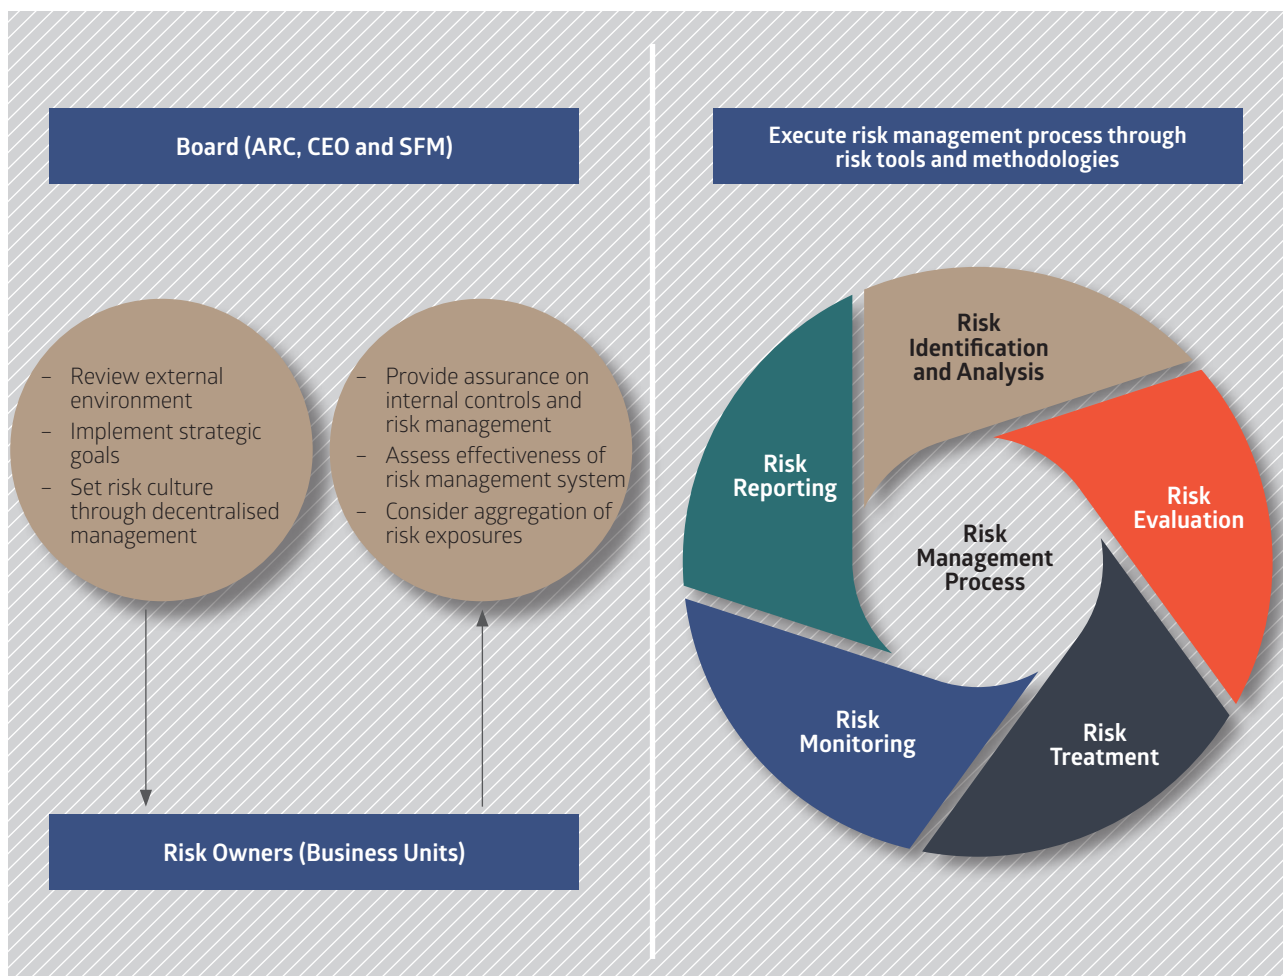 Board (ARC, CEO and SFM)
– Review external
environment
– Implement strategic
goals
– Set risk culture
through decentralised
management
– Provide assurance on
internal controls and
risk management
– Assess effectiveness of
risk management system
– Consider aggregation of
risk exposures
Risk Owners (Business Units)
Execute risk management process through
risk tools and methodologies
Risk
Identification
and Analysis
Risk
Evaluation
Risk
Treatment
Risk
Monitoring
Risk
Reporting
Risk
Management
Process